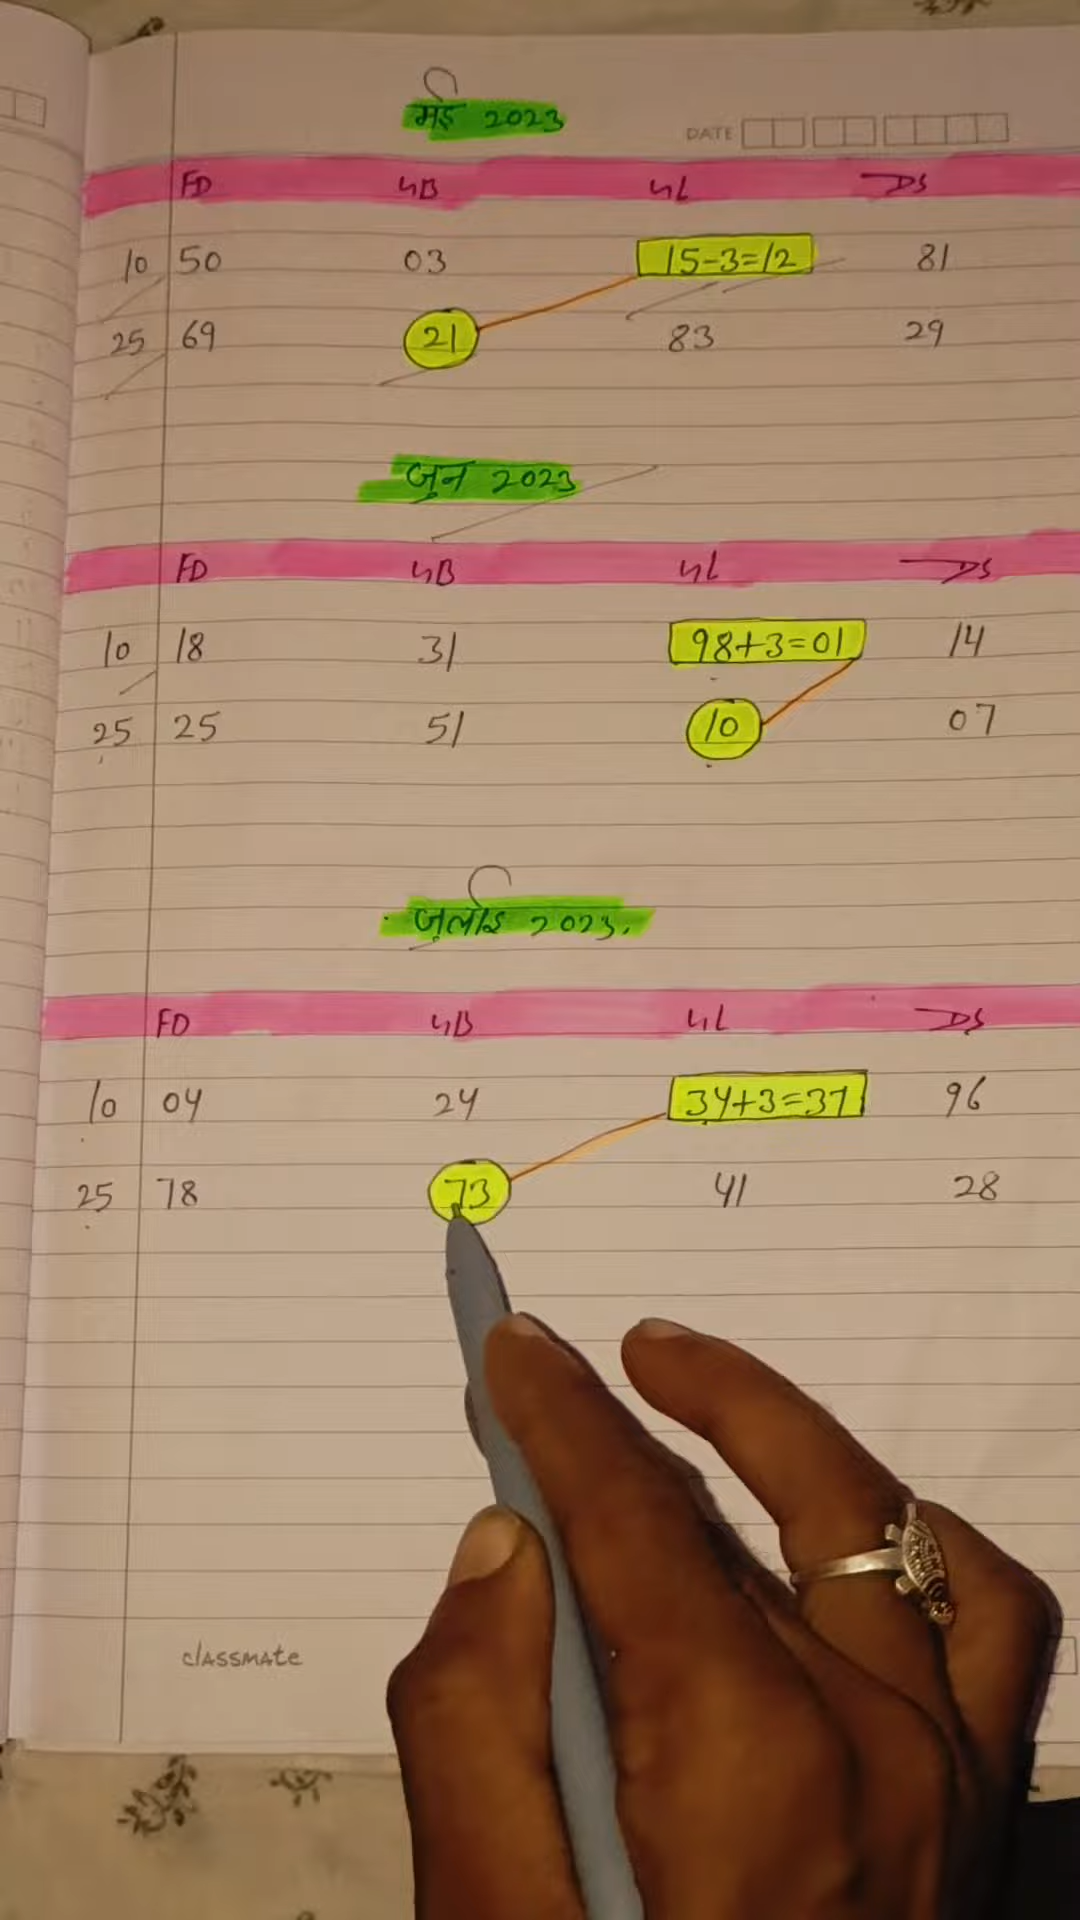 मई 2023
DATE
FD GB GL DS
10 50 03 15-3=12 81
25 69 21 83 29
जुन 2023
FD GB GL DS
10 18 31 98+3=01 14
25 25 51 10 07
जुलाई 2023.
FD GB GL DS
10 04 24 34+3=37 96
25 78 73 41 28
classmate